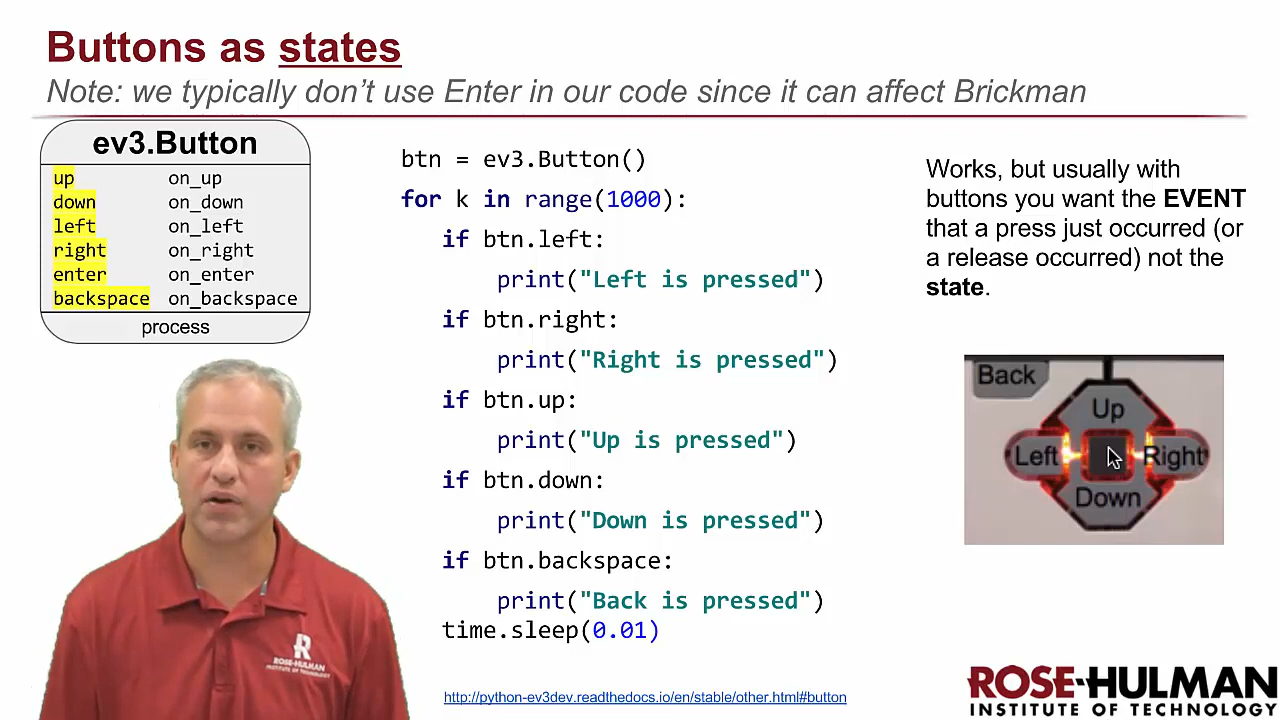 Buttons as states
Note: we typically don't use Enter in our code since it can affect Brickman
ev3.Button
up on_up
down on_down
left on_left
right on_right
enter on_enter
backspace on_backspace
process
btn = ev3.Button()
for k in range(1000):
if btn.left:
print("Left is pressed")
if btn.right:
print("Right is pressed")
if btn.up:
print("Up is pressed")
if btn.down:
print("Down is pressed")
if btn.backspace:
print("Back is pressed")
time.sleep(0.01)
http://python-ev3dev.readthedocs.io/en/stable/other.html#button
Works, but usually with
buttons you want the EVENT
that a press just occurred (or
a release occurred) not the
state.
Back
Up
Left Right
Down
R
ROSE-HULMAN
INSTITUTE OF TECHNOLOGY
ROSE-HULMAN
INSTITUTE OF TECHNOLOGY